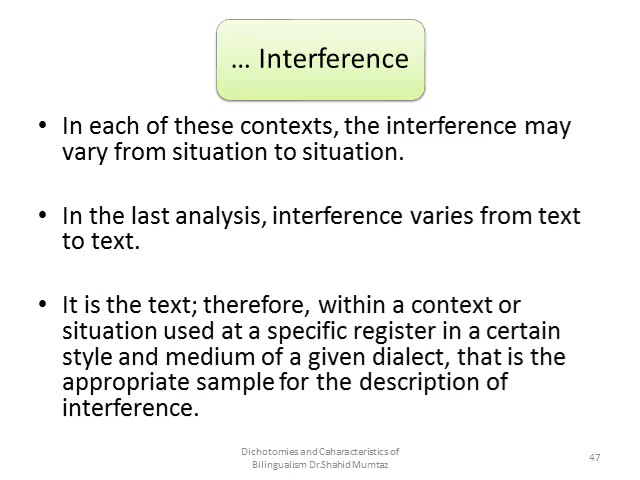 ... Interference
• In each of these contexts, the interference may
vary from situation to situation.
• In the last analysis, interference varies from text
to text.
• It is the text; therefore, within a context or
situation used at a specific register in a certain
style and medium of a given dialect, that is the
appropriate sample for the description of
interference.
Dichotomies and Caharacteristics of
Bilingualism Dr.Shahid Mumtaz
47